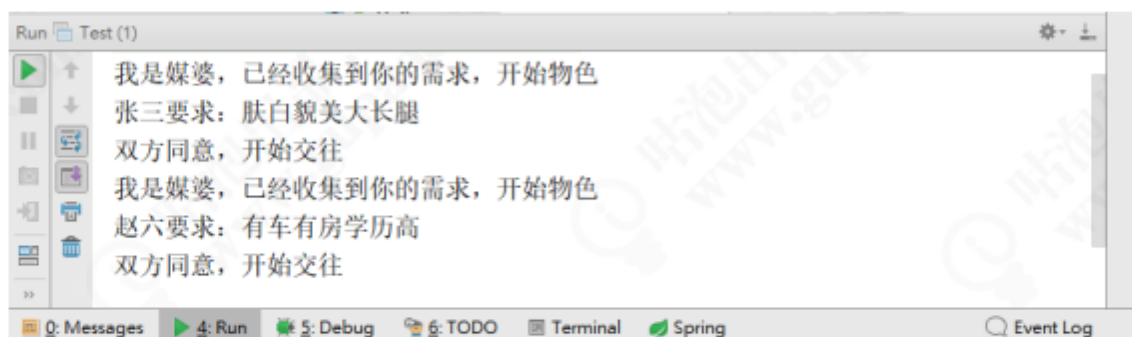 Run Test (1)
我是媒婆，已经收集到你的需求，开始物色
张三要求：肤白貌美大长腿
双方同意，开始交往
我是媒婆，已经收集到你的需求，开始物色
赵六要求：有车有房学历高
双方同意，开始交往
0: Messages 4: Run 5: Debug 6: TODO Terminal Spring Event Log